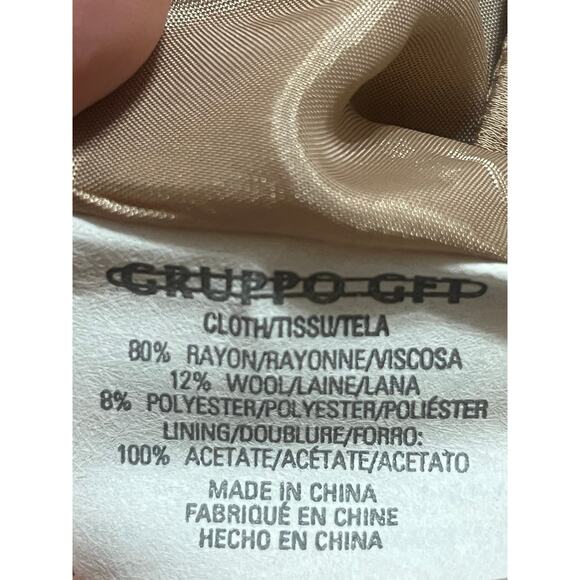 GRUPPO GFT
CLOTH/TISSU/TELA
80% RAYON/RAYONNE/VISCOSA
12% WOOL/LAINE/LANA
8% POLYESTER/POLYESTER/POLIÉSTER
LINING/DOUBLURE/FORRO:
100% ACETATE/ACÉTATE/ACETATO
MADE IN CHINA
FABRIQUÉ EN CHINE
HECHO EN CHINA